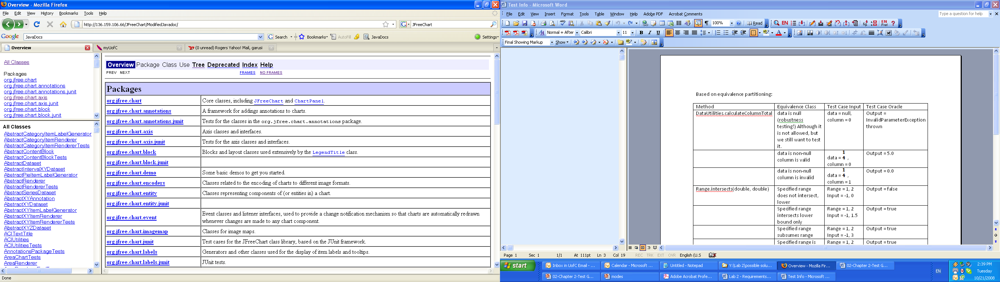 Overview - Mozilla Firefox
File Edit View History Bookmarks Tools Help
http://136.159.106.66/JFreeChart/ModifiedJavadoc/
JFreeChart
Google JavaDocs Search Bookmarks AutoFill JavaDocs Settings
Overview myUofC (0 unread) Rogers Yahoo! Mail, garusi
All Classes
Packages
org.jfree.chart
org.jfree.chart.annotations
org.jfree.chart.annotations.junit
org.jfree.chart.axis
org.jfree.chart.axis.junit
org.jfree.chart.block
org.jfree.chart.block.junit
All Classes
AbstractCategoryItemLabelGenerator
AbstractCategoryItemRenderer
AbstractCategoryItemRendererTests
AbstractContentBlock
AbstractContentBlockTests
AbstractDataset
AbstractIntervalXYDataset
AbstractPieItemLabelGenerator
AbstractRenderer
AbstractRendererTests
AbstractSeriesDataset
AbstractXYAnnotation
AbstractXYDataset
AbstractXYItemLabelGenerator
AbstractXYItemRenderer
AbstractXYItemRendererTests
AbstractXYZDataset
ACITextTitle
ACIUtilities
ACIUtilitiesTests
AnnotationsPackageTests
AreaChartTests
AreaRenderer
Overview Package Class Use Tree Deprecated Index Help
PREV NEXT FRAMES NO FRAMES
Packages
org.jfree.chart Core classes, including JFreeChart and ChartPanel.
org.jfree.chart.annotations A framework for addings annotations to charts.
org.jfree.chart.annotations.junit Tests for the classes in the org.jfree.chart.annotations package.
org.jfree.chart.axis Axis classes and interfaces.
org.jfree.chart.axis.junit Tests for the axis classes and interfaces.
org.jfree.chart.block Blocks and layout classes used extensively by the LegendTitle class.
org.jfree.chart.block.junit
org.jfree.chart.demo Some basic demos to get you started.
org.jfree.chart.encoders Classes related to the encoding of charts to different image formats.
org.jfree.chart.entity Classes representing components of (or entities in) a chart.
org.jfree.chart.entity.junit
org.jfree.chart.event Event classes and listener interfaces, used to provide a change notification mechanism so that charts are automatically redrawn
whenever changes are made to any chart component.
org.jfree.chart.imagemap Classes for image maps.
org.jfree.chart.junit Test cases for the JFreeChart class library, based on the JUnit framework.
org.jfree.chart.labels Generators and other classes used for the display of item labels and tooltips.
org.jfree.chart.labels.junit JUnit tests.
Done
Test Info - Microsoft Word
File Edit View Insert Format Tools Table Window Help Adobe PDF Acrobat Comments
Type a question for help
100% Read EN EN Fref
Normal + After Calibri 11 B I U
Final Showing Markup Show
Based on equivalence partitioning:
Method Equivalence Class Test Case Input Test Case Oracle
DataUtilities.calculateColumnTotal data is null data = null, Output =
(robustness column = 0 InvalidParameterException
testing!) Although it thrown
is not allowed, but
we still want to test
it.
data is non-null 1 Output = 5.0
column is valid data = 4 ,
column = 0
data is non-null 1 Output = 0.0
column is invalid data = 4 ,
column = 1
Range.intersects(double, double) Specified range Range = 1, 2 Output = false
does not intersect, Input = -1, 0
lower
Specified range Range = 1, 2 Output = true
intersects lower Input = -1, 1.5
bound only
Specified range Range = 1, 2 Output = true
subsumes range Input = -1, 3
Specified range is Range = 1, 2 Output = true
Page 1 Sec 1 1/1 At 111pt Ln 3 Col 19 REC TRK EXT OVR English (U.S
start Inbox in UofC Email - ... Calendar - Microsoft ... Untitled - Notepad Y:\Lab 2\possible solu... Overview - Mozilla Fir... 02-Chapter 2-Test G...
02-Chapter 2-Test G... modes Adobe Acrobat Profe... Lab 2 - Requirements... Test Info - Microsoft ...
EN
2:39 PM
Tuesday
10/21/2008